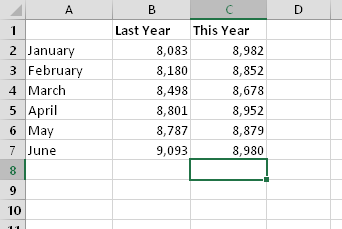 A B C D
1 Last Year This Year
2 January 8,083 8,982
3 February 8,180 8,852
4 March 8,498 8,678
5 April 8,801 8,952
6 May 8,787 8,879
7 June 9,093 8,980
8
9
10
11